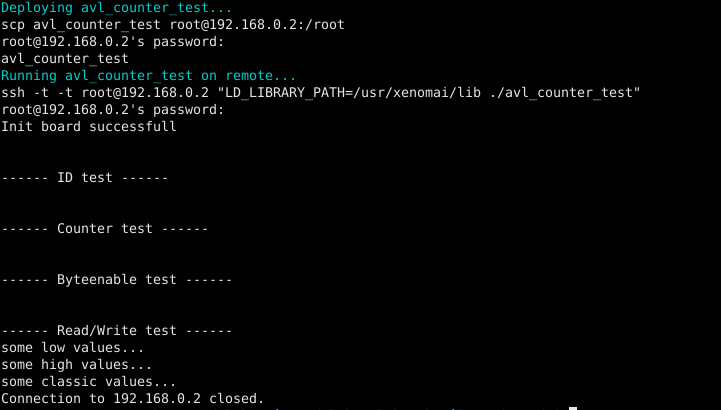 Deploying avl_counter_test...
scp avl_counter_test root@192.168.0.2:/root
root@192.168.0.2's password:
avl_counter_test
Running avl_counter_test on remote...
ssh -t -t root@192.168.0.2 "LD_LIBRARY_PATH=/usr/xenomai/lib ./avl_counter_test"
root@192.168.0.2's password:
Init board successfull
------ ID test ------
------ Counter test ------
------ Byteenable test ------
------ Read/Write test ------
some low values...
some high values...
some classic values...
Connection to 192.168.0.2 closed.